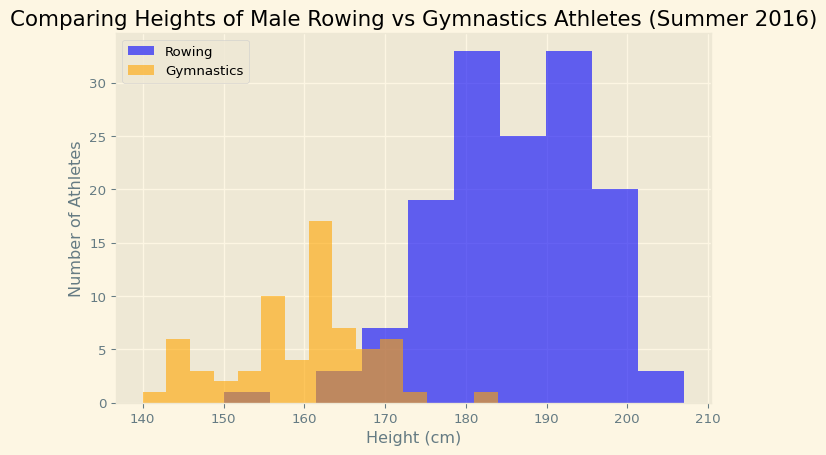 Comparing Heights of Male Rowing vs Gymnastics Athletes (Summer 2016)
Rowing
Gymnastics
Number of Athletes
30
25
20
15
10
5
0
140 150 160 170 180 190 200 210
Height (cm)